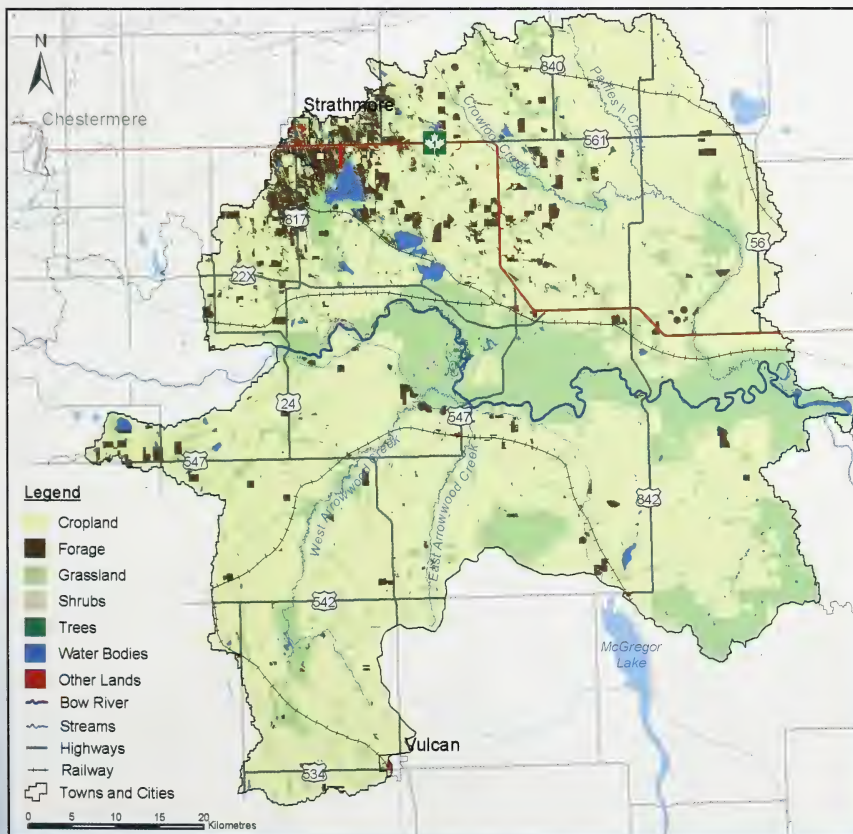 N
Strathmore
Chestermere
840
Parflesh Creek
Crowfoot Creek
561
817
56
22X
24
547
547
West Arrowwood Creek
East Arrowwood Creek
842
542
McGregor
Lake
Vulcan
534
Legend
Cropland
Forage
Grassland
Shrubs
Trees
Water Bodies
Other Lands
Bow River
Streams
Highways
Railway
Towns and Cities
0 5 10 20
Kilometres